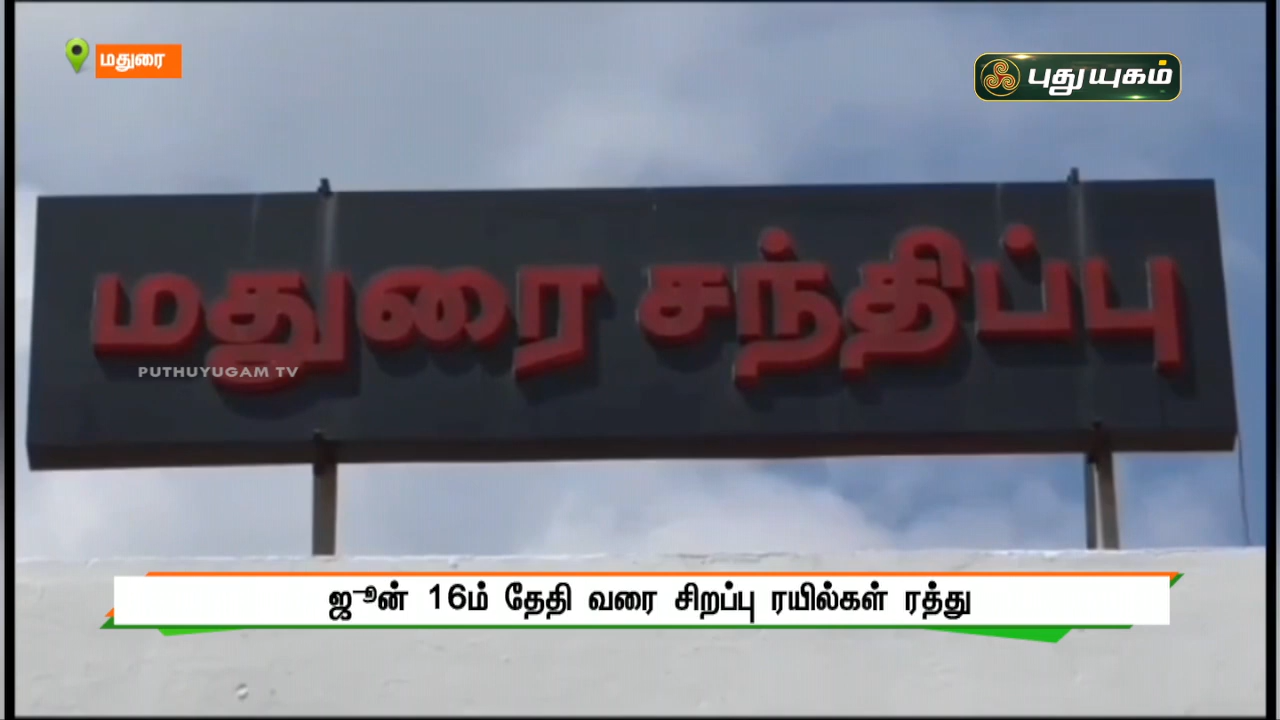 மதுரை
புதுயுகம்
மதுரை சந்திப்பு
PUTHUYUGAM TV
ஜூன் 16ம் தேதி வரை சிறப்பு ரயில்கள் ரத்து